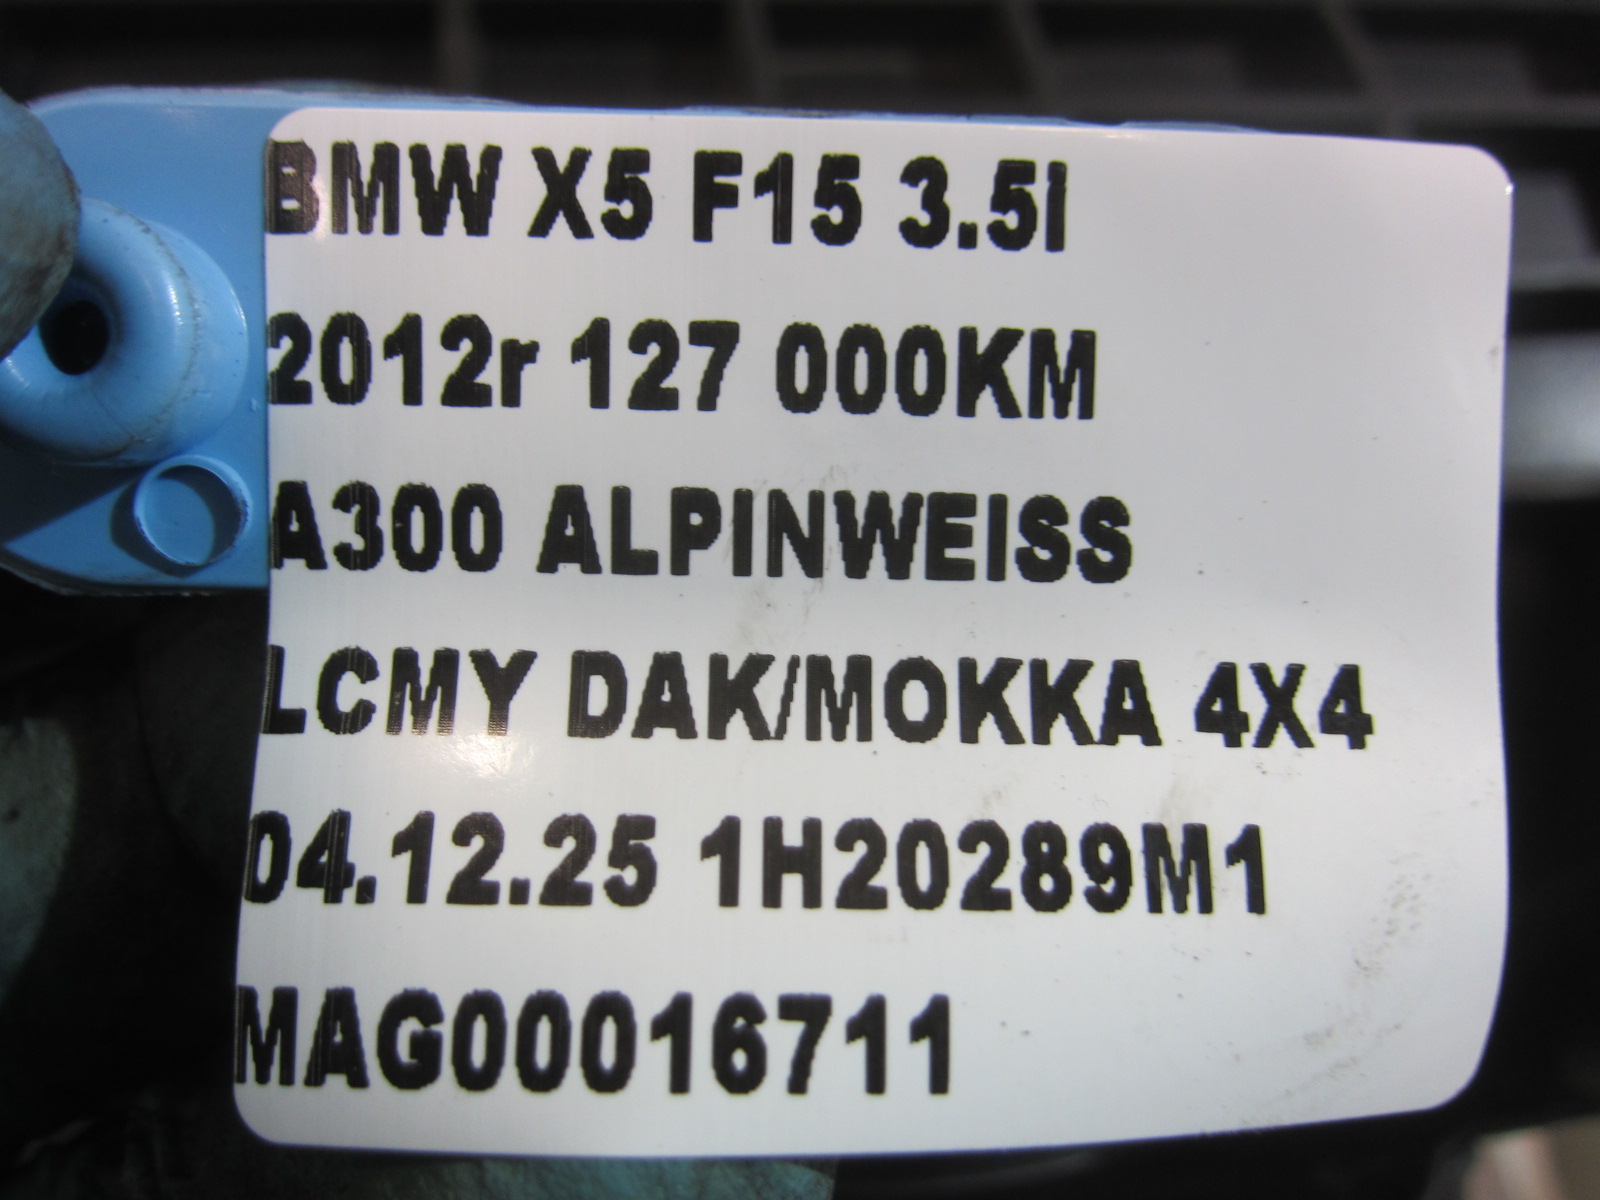 BMW X5 F15 3.5i
2012r 127 000KM
A300 ALPINWEISS
LCMY DAK/MOKKA 4X4
04.12.25 1H20289M1
MAG00016711